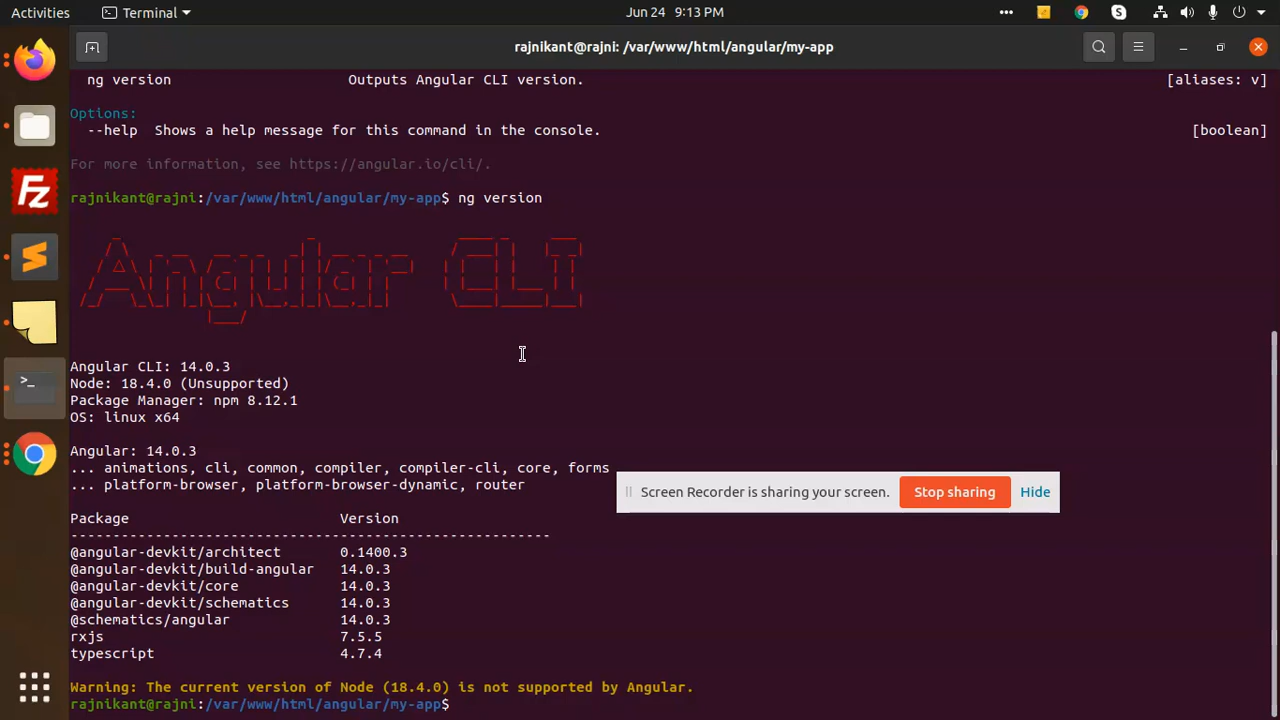 Activities Terminal Jun 24 9:13 PM
rajnikant@rajni: /var/www/html/angular/my-app
ng version Outputs Angular CLI version. [aliases: v]
Options:
--help Shows a help message for this command in the console. [boolean]
For more information, see https://angular.io/cli/.
rajnikant@rajni:/var/www/html/angular/my-app$ ng version
Angular CLI
Angular CLI: 14.0.3
Node: 18.4.0 (Unsupported)
Package Manager: npm 8.12.1
OS: linux x64
Angular: 14.0.3
... animations, cli, common, compiler, compiler-cli, core, forms
... platform-browser, platform-browser-dynamic, router
Screen Recorder is sharing your screen. Stop sharing Hide
Package Version
------------------------------------------------------
@angular-devkit/architect 0.1400.3
@angular-devkit/build-angular 14.0.3
@angular-devkit/core 14.0.3
@angular-devkit/schematics 14.0.3
@schematics/angular 14.0.3
rxjs 7.5.5
typescript 4.7.4
Warning: The current version of Node (18.4.0) is not supported by Angular.
rajnikant@rajni:/var/www/html/angular/my-app$